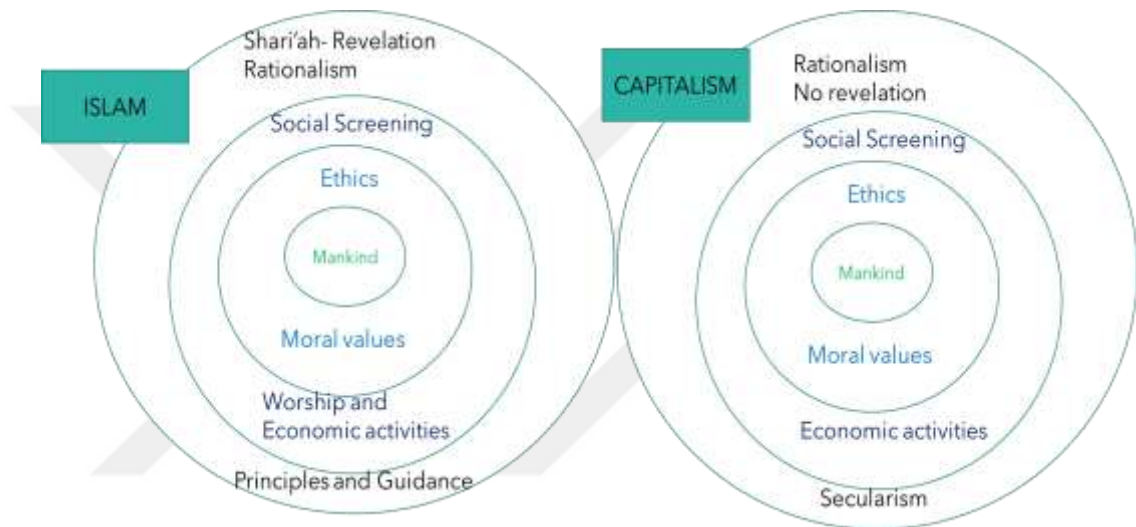 ISLAM
Shari'ah- Revelation
Rationalism
Social Screening
Ethics
Mankind
Moral values
Worship and
Economic activities
Principles and Guidance
CAPITALISM
Rationalism
No revelation
Social Screening
Ethics
Mankind
Moral values
Economic activities
Secularism